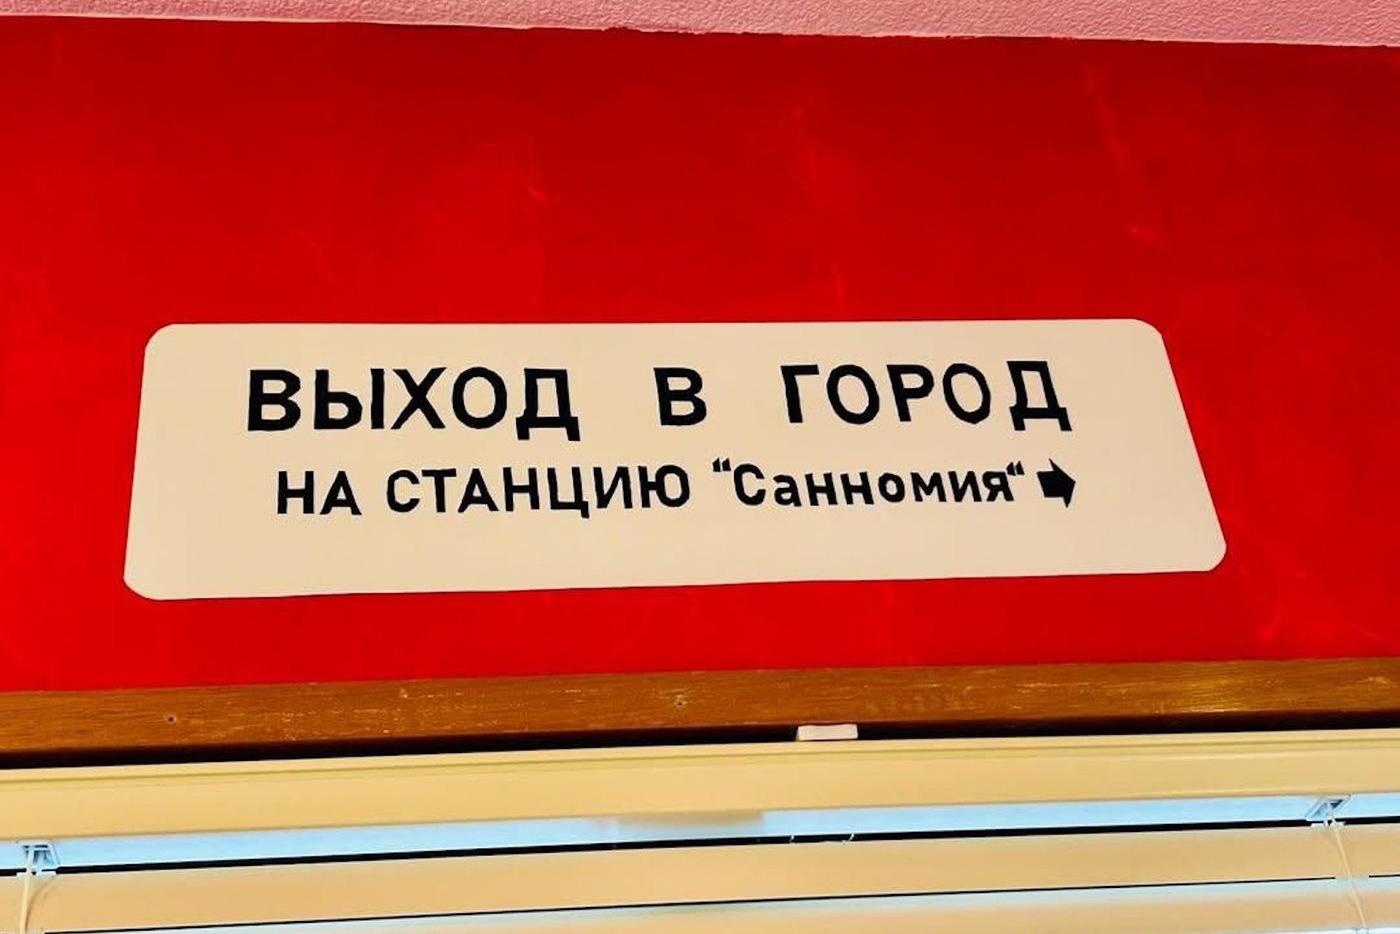 ВЫХОД В ГОРОД
НА СТАНЦИЮ “Санномия“ 🡆